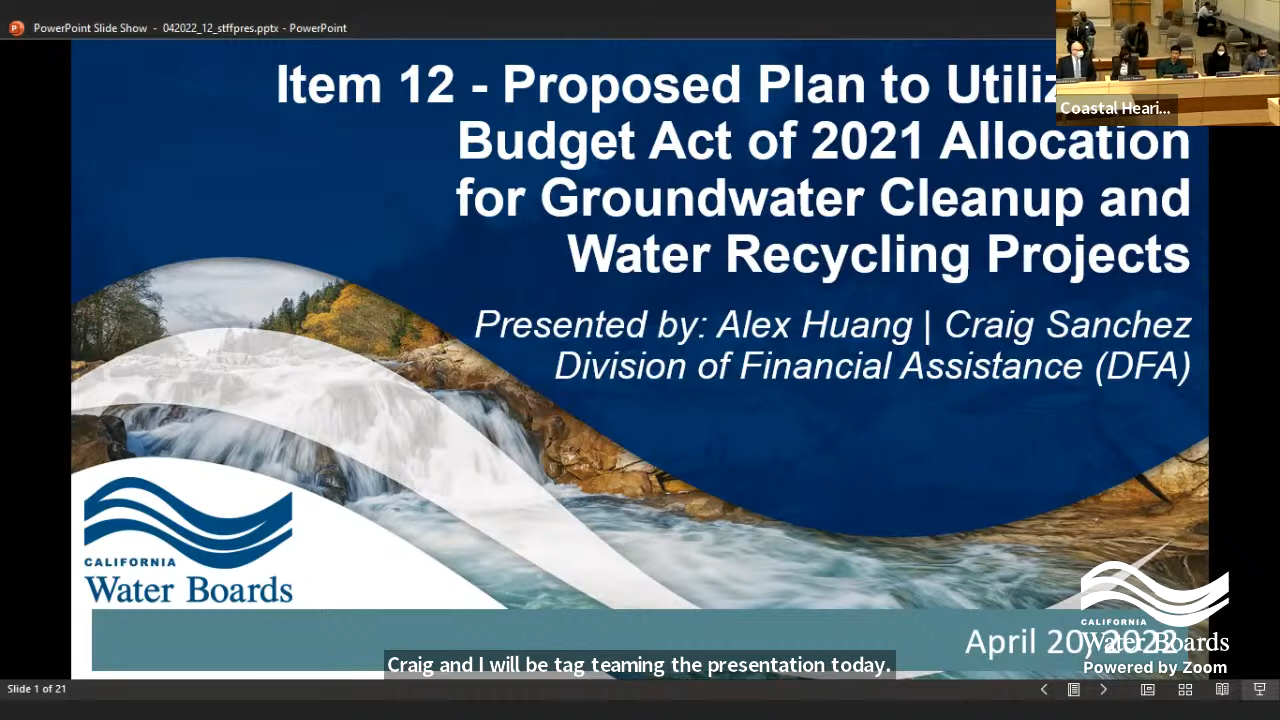 PowerPoint Slide Show - 042022_12_stffpres.pptx - PowerPoint
Coastal Heari...
Item 12 - Proposed Plan to Utiliz
Budget Act of 2021 Allocation
for Groundwater Cleanup and
Water Recycling Projects
Presented by: Alex Huang | Craig Sanchez
Division of Financial Assistance (DFA)
CALIFORNIA
Water Boards
April 20, 2022
CALIFORNIA
Water Boards
Powered by Zoom
Craig and I will be tag teaming the presentation today.
Slide 1 of 21